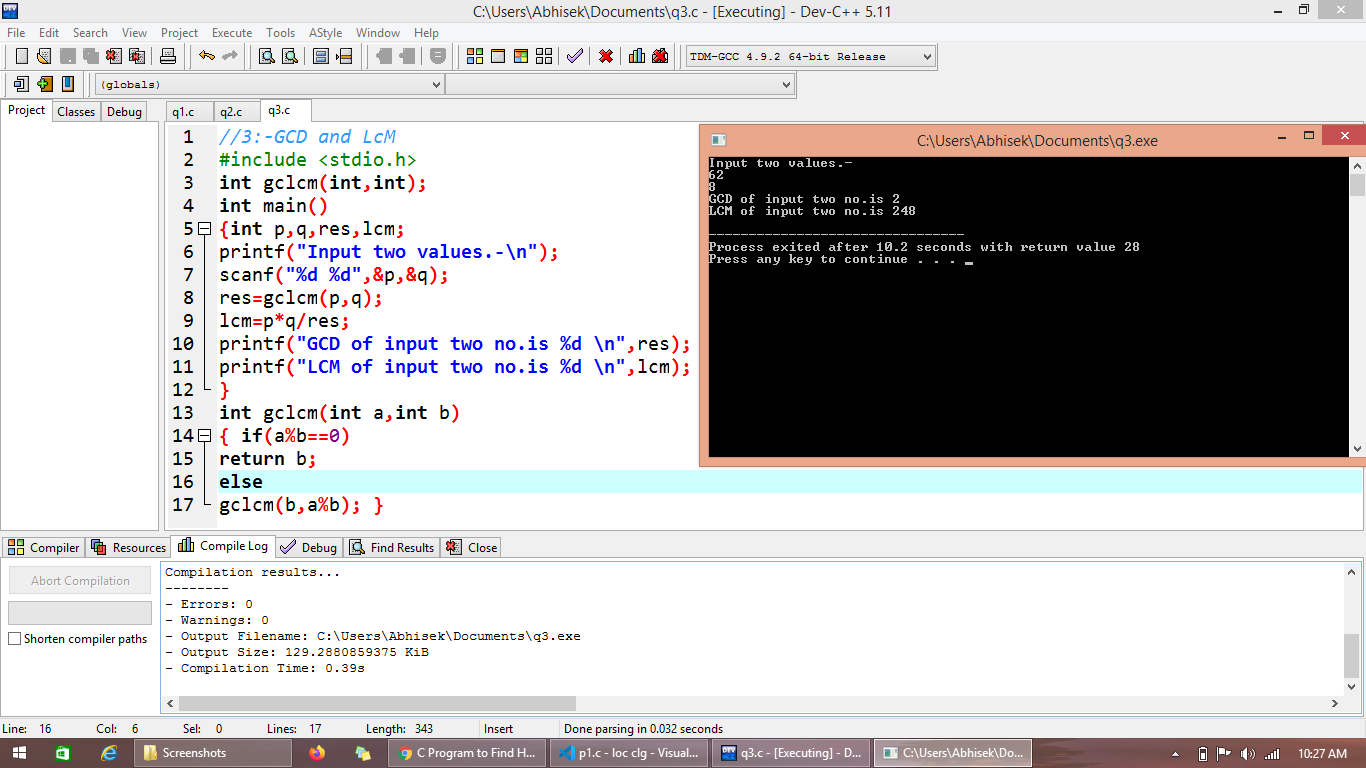 C:\Users\Abhisek\Documents\q3.c - [Executing] - Dev-C++ 5.11
File Edit Search View Project Execute Tools AStyle Window Help
TDM-GCC 4.9.2 64-bit Release
(globals)
Project Classes Debug
q1.c q2.c q3.c
1 //3:-GCD and LcM
2 #include <stdio.h>
3 int gclcm(int,int);
4 int main()
5 {int p,q,res,lcm;
6 printf("Input two values.-\n");
7 scanf("%d %d",&p,&q);
8 res=gclcm(p,q);
9 lcm=p*q/res;
10 printf("GCD of input two no.is %d \n",res);
11 printf("LCM of input two no.is %d \n",lcm);
12 }
13 int gclcm(int a,int b)
14 { if(a%b==0)
15 return b;
16 else
17 gclcm(b,a%b); }
C:\Users\Abhisek\Documents\q3.exe
Input two values.-
62
8
GCD of input two no.is 2
LCM of input two no.is 248
--------------------------------
Process exited after 10.2 seconds with return value 28
Press any key to continue . . . _
Compiler Resources Compile Log Debug Find Results Close
Abort Compilation
Shorten compiler paths
Compilation results...
--------
- Errors: 0
- Warnings: 0
- Output Filename: C:\Users\Abhisek\Documents\q3.exe
- Output Size: 129.2880859375 KiB
- Compilation Time: 0.39s
Line: 16 Col: 6 Sel: 0 Lines: 17 Length: 343 Insert Done parsing in 0.032 seconds
Screenshots C Program to Find H... p1.c - loc clg - Visual... q3.c - [Executing] - D... C:\Users\Abhisek\Do... 10:27 AM